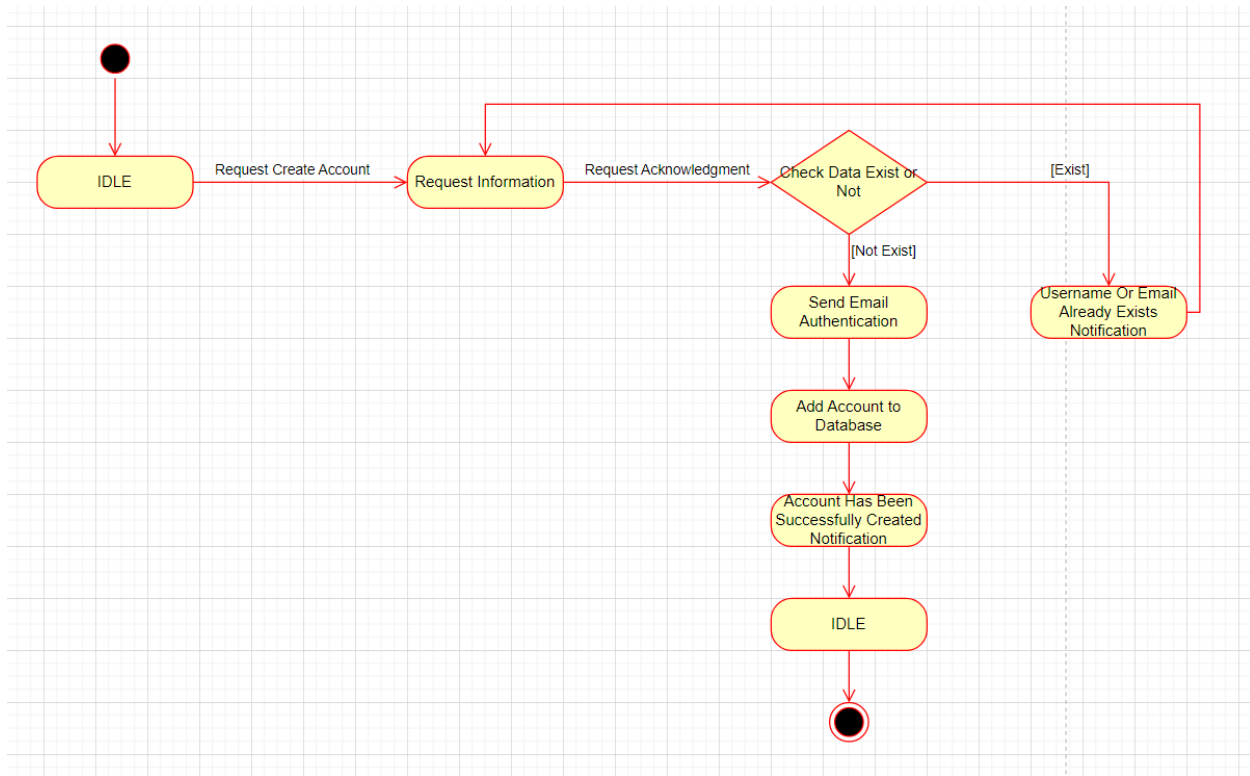 IDLE
Request Create Account
Request Information
Request Acknowledgment
Check Data Exist or
Not
[Exist]
[Not Exist]
Send Email
Authentication
Username Or Email
Already Exists
Notification
Add Account to
Database
Account Has Been
Successfully Created
Notification
IDLE